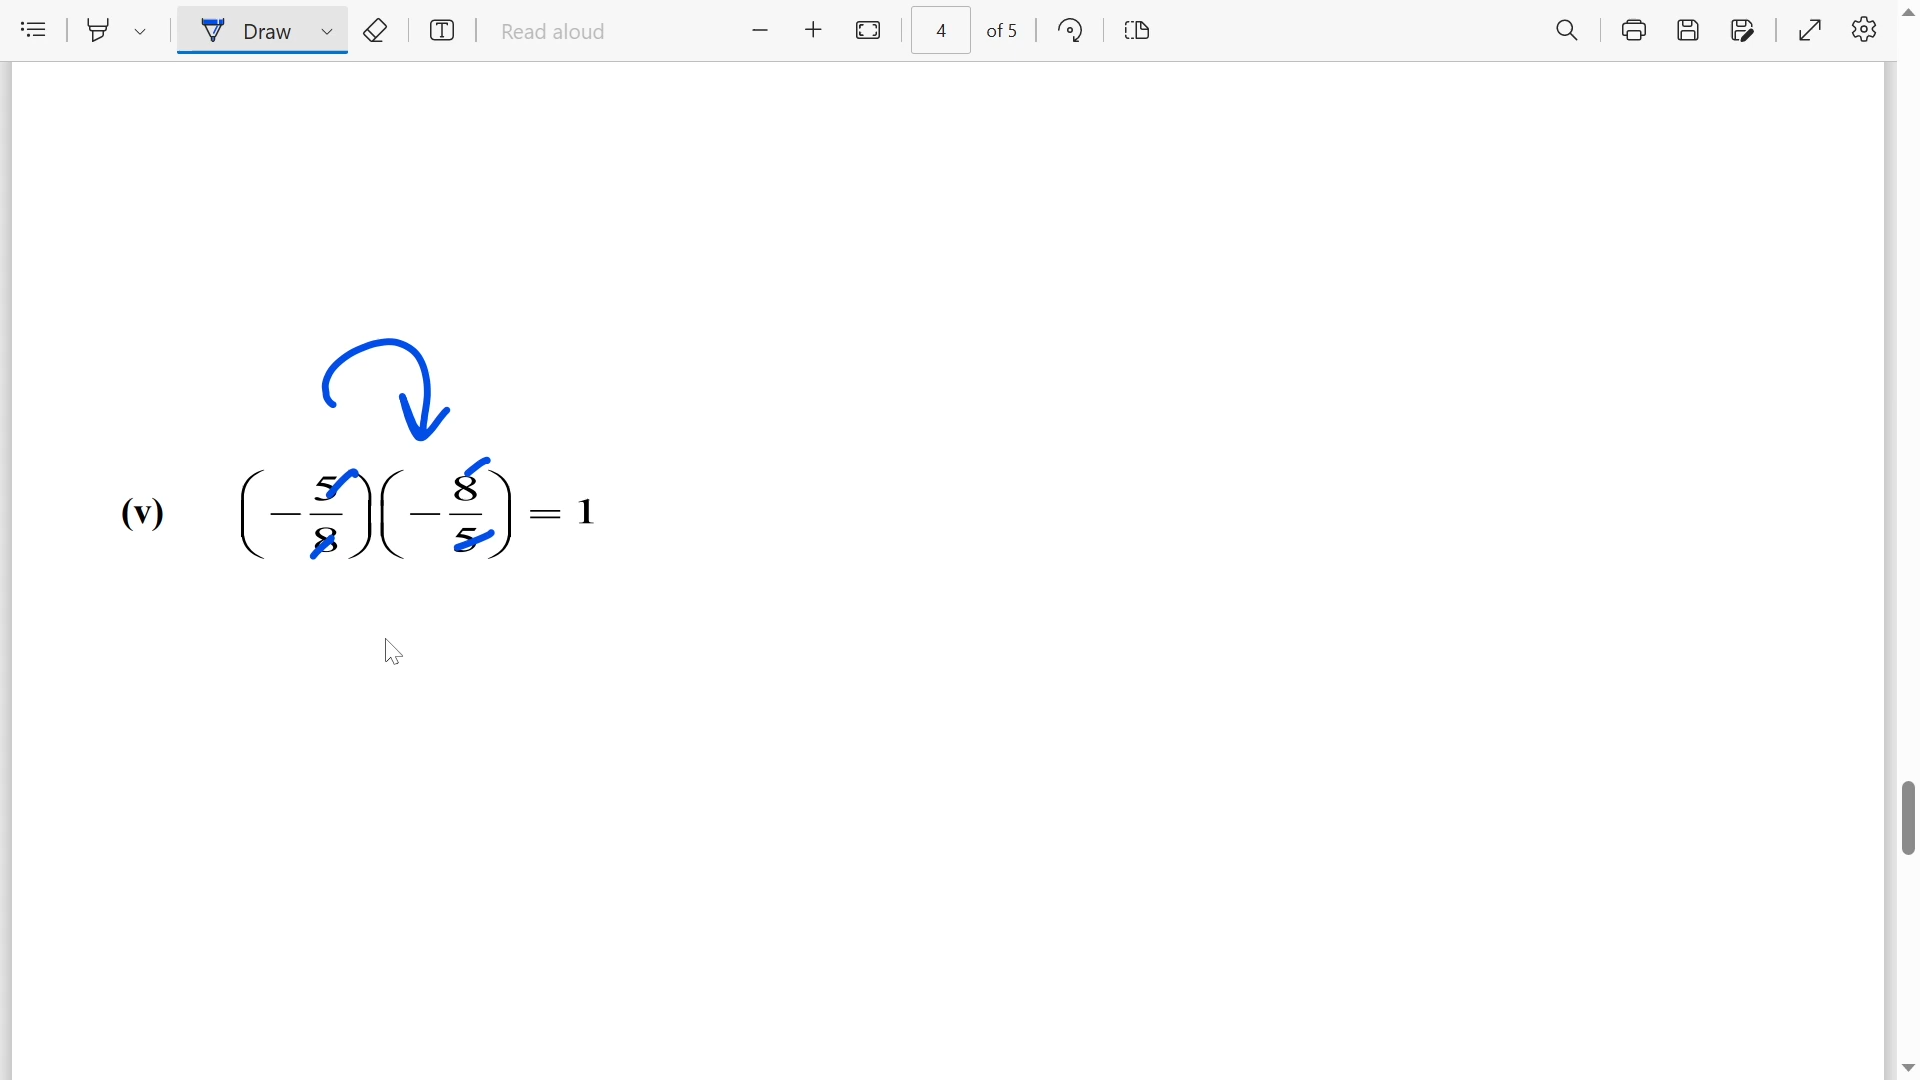 Draw
Read aloud
4 of 5
(v) (−5/8)(−8/5) = 1